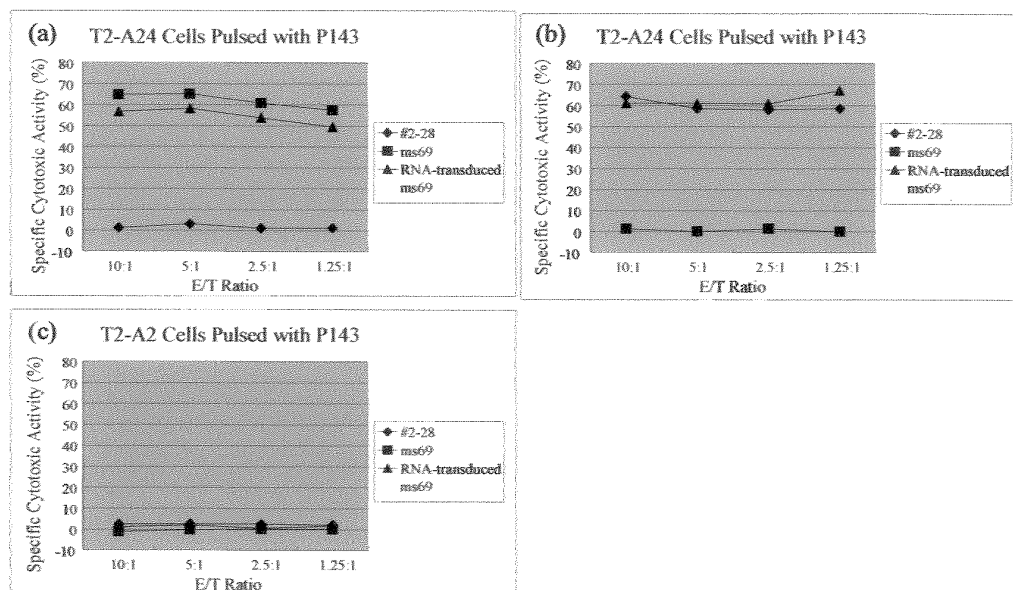 (a) T2-A24 Cells Pulsed with P143
Specific Cytotoxic Activity (%)
80
70
60
50
40
30
20
10
0
-10
10:1 5:1 2.5:1 1.25:1
E/T Ratio
#2-28
ms69
RNA-transduced
ms69
(b) T2-A24 Cells Pulsed with P143
Specific Cytotoxic Activity (%)
80
70
60
50
40
30
20
10
0
-10
10:1 5:1 2.5:1 1.25:1
E/T Ratio
#2-28
ms69
RNA-transduced
ms69
(c) T2-A2 Cells Pulsed with P143
Specific Cytotoxic Activity (%)
80
70
60
50
40
30
20
10
0
-10
10:1 5:1 2.5:1 1.25:1
E/T Ratio
#2-28
ms69
RNA-transduced
ms69